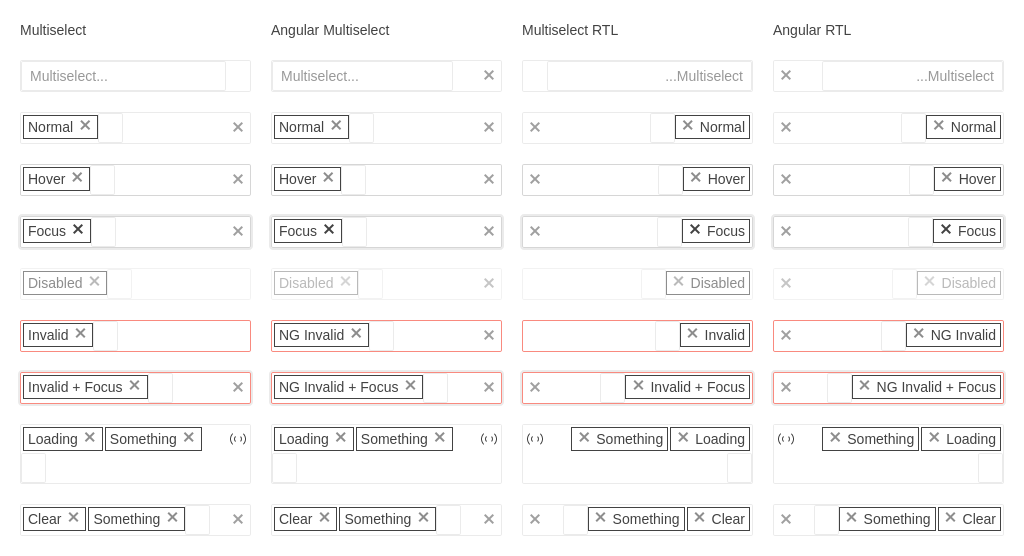 Multiselect Angular Multiselect Multiselect RTL Angular RTL
Multiselect... Multiselect... ...Multiselect ...Multiselect
Normal Normal Normal Normal
Hover Hover Hover Hover
Focus Focus Focus Focus
Disabled Disabled Disabled Disabled
Invalid NG Invalid Invalid NG Invalid
Invalid + Focus NG Invalid + Focus Invalid + Focus NG Invalid + Focus
Loading Something Loading Something Something Loading Something Loading
Clear Something Clear Something Something Clear Something Clear